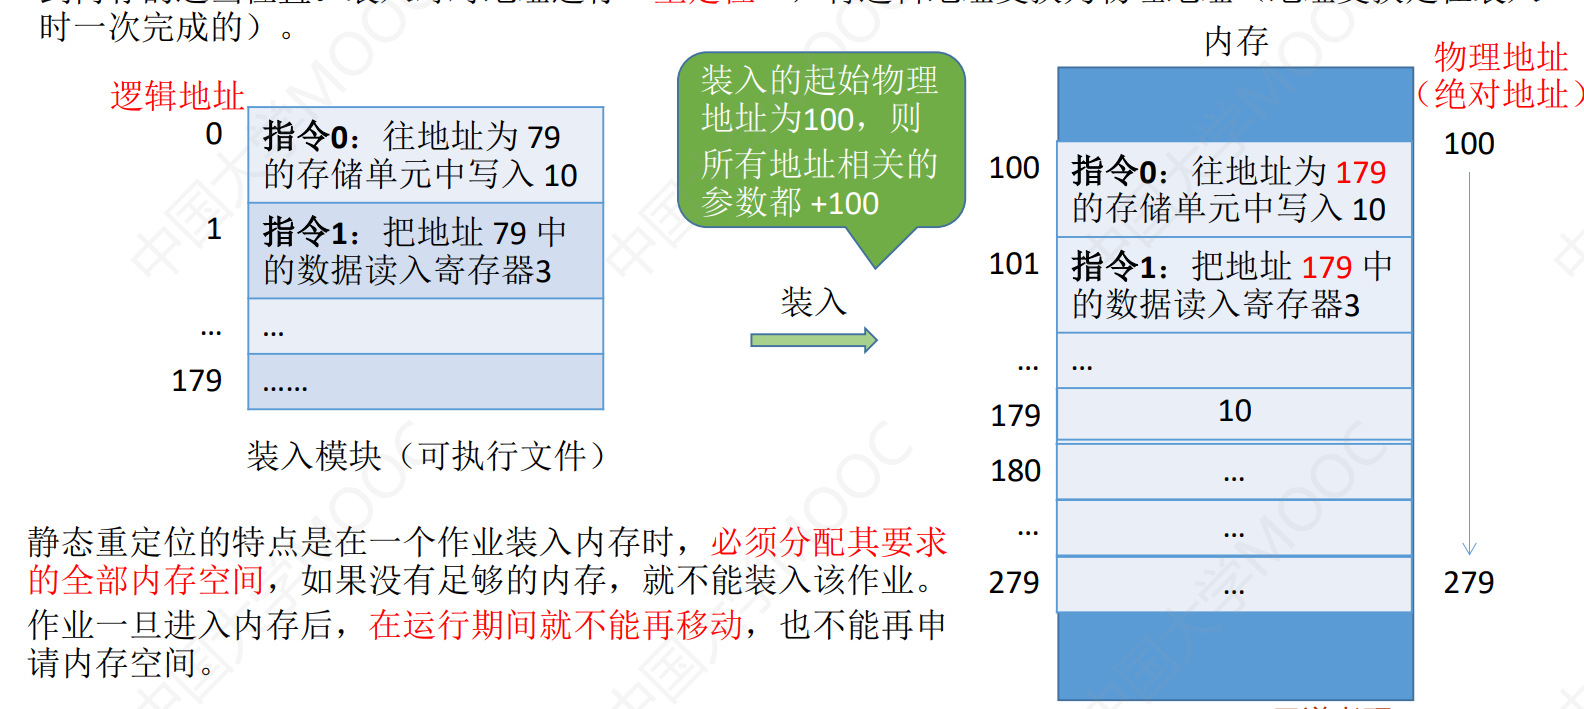 时一次完成的）。
内存
逻辑地址
物理地址
（绝对地址）
0
指令0：往地址为 79
的存储单元中写入 10
1
指令1：把地址 79 中
的数据读入寄存器3
...
...
179
......
装入模块（可执行文件）
装入的起始物理
地址为100，则
所有地址相关的
参数都 +100
装入
100
指令0：往地址为 179
的存储单元中写入 10
101
指令1：把地址 179 中
的数据读入寄存器3
...
...
179
10
180
...
...
...
279
...
100
279
静态重定位的特点是在一个作业装入内存时，必须分配其要求
的全部内存空间，如果没有足够的内存，就不能装入该作业。
作业一旦进入内存后，在运行期间就不能再移动，也不能再申
请内存空间。
中国大学MOOC